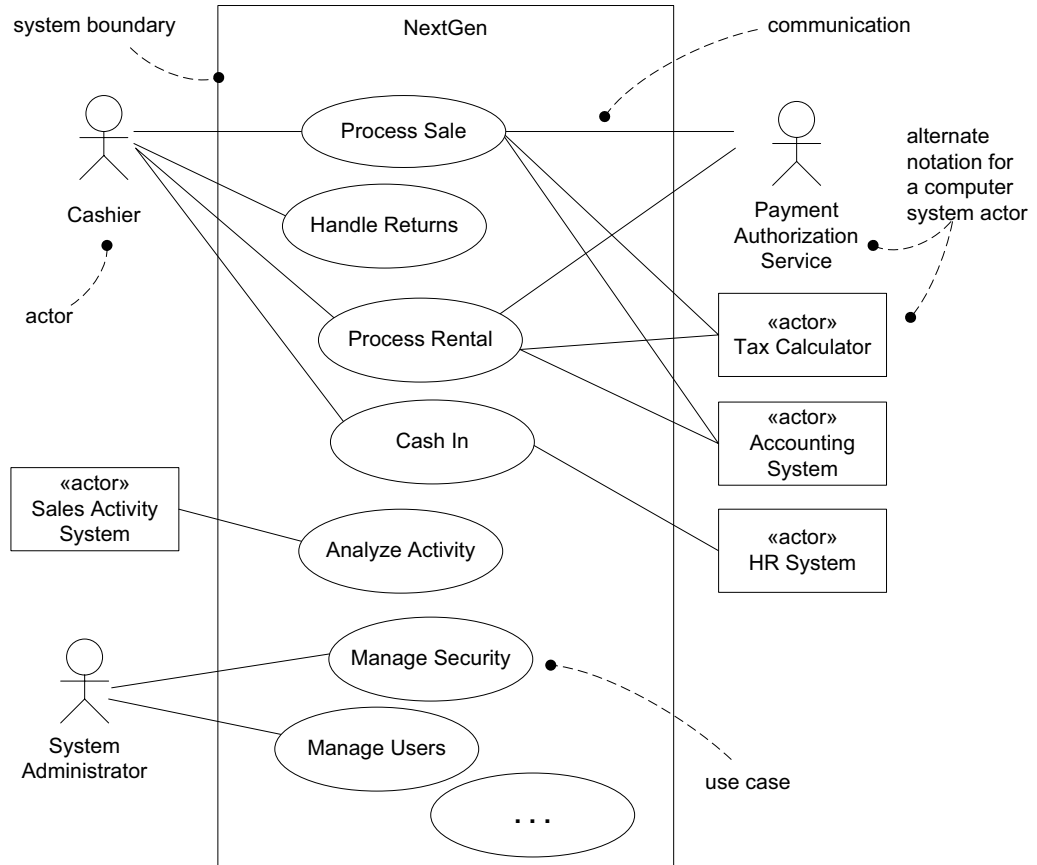 system boundary
NextGen
communication
Process Sale
alternate
notation for
a computer
system actor
Cashier
Handle Returns
Payment
Authorization
Service
actor
Process Rental
«actor»
Tax Calculator
Cash In
«actor»
Accounting
System
«actor»
Sales Activity
System
Analyze Activity
«actor»
HR System
Manage Security
System
Administrator
Manage Users
use case
. . .